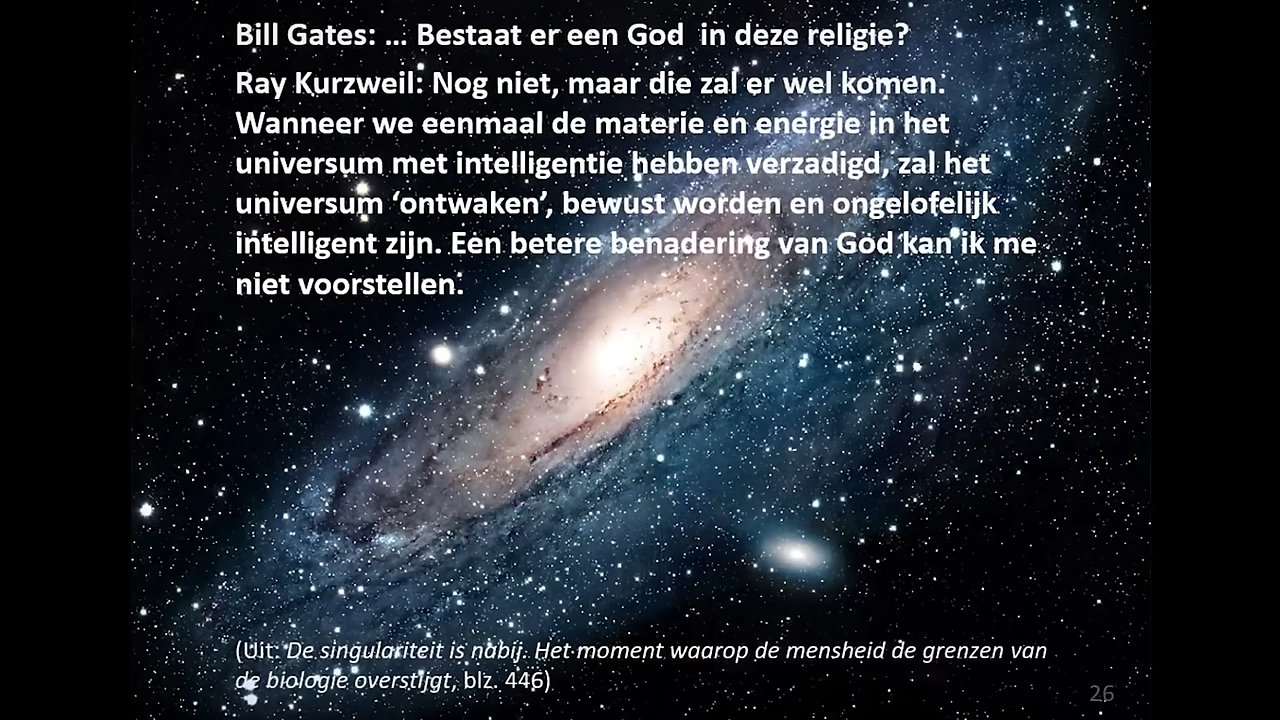 Bill Gates: … Bestaat er een God in deze religie?
Ray Kurzweil: Nog niet, maar die zal er wel komen.
Wanneer we eenmaal de materie en energie in het
universum met intelligentie hebben verzadigd, zal het
universum ‘ontwaken’, bewust worden en ongelofelijk
intelligent zijn. Een betere benadering van God kan ik me
niet voorstellen.
(Uit: De singulariteit is nabij. Het moment waarop de mensheid de grenzen van
de biologie overstijgt, blz. 446)
26